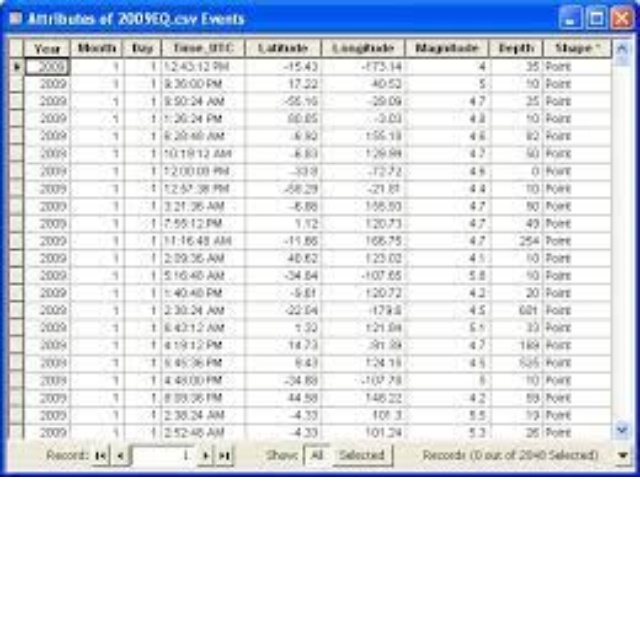 Attributes of 2009EQ.csv Events
Year Month Day Time_UTC Latitude Longitude Magnitude Depth Shape *
2009 1 1 12:43:12 PM -15.43 -173.14 4 35 Point
2009 1 1 9:36:00 PM 17.22 -40.52 5 10 Point
2009 1 1 9:50:24 AM -55.16 -29.09 4.7 25 Point
2009 1 1 1:26:24 PM 80.85 -3.03 4.8 10 Point
2009 1 1 6:28:48 AM -6.92 155.18 4.6 82 Point
2009 1 1 10:19:12 AM -6.83 129.99 4.7 50 Point
2009 1 1 12:00:00 PM -33.8 -72.72 4.6 0 Point
2009 1 1 12:57:36 PM -58.29 -21.81 4.4 10 Point
2009 1 1 3:21:36 AM -6.86 155.93 4.7 Point
2009 1 1 7:55:12 PM 1.12 120.73 4.7 49 Point
2009 1 1 11:16:48 AM -11.66 166.75 4.7 254 Point
2009 1 1 2:09:36 AM 40.62 123.02 4.1 10 Point
2009 1 1 5:16:48 AM -34.84 -107.65 5.8 10 Point
2009 1 1 1:40:48 PM 120.72 4.2 20 Point
2009 1 1 2:38:24 AM -22.04 -179.6 4.5 601 Point
2009 1 1 6:43:12 AM 1.32 121.84 5.1 33 Point
2009 1 1 4:19:12 PM 14.73 -91.39 4.7 169 Point
2009 1 1 6:45:36 PM 9.43 124.15 4.5 525 Point
2009 1 1 4:48:00 PM -34.88 -107.78 5 10 Point
2009 1 1 8:09:36 PM 44.58 148.22 4.2 59 Point
2009 1 1 2:38:24 AM -4.33 101.3 5.5 19 Point
2009 1 1 2:52:48 AM -4.33 101.24 5.3 26 Point
Record: 1 Show: All Selected Records (0 out of 2040 Selected)